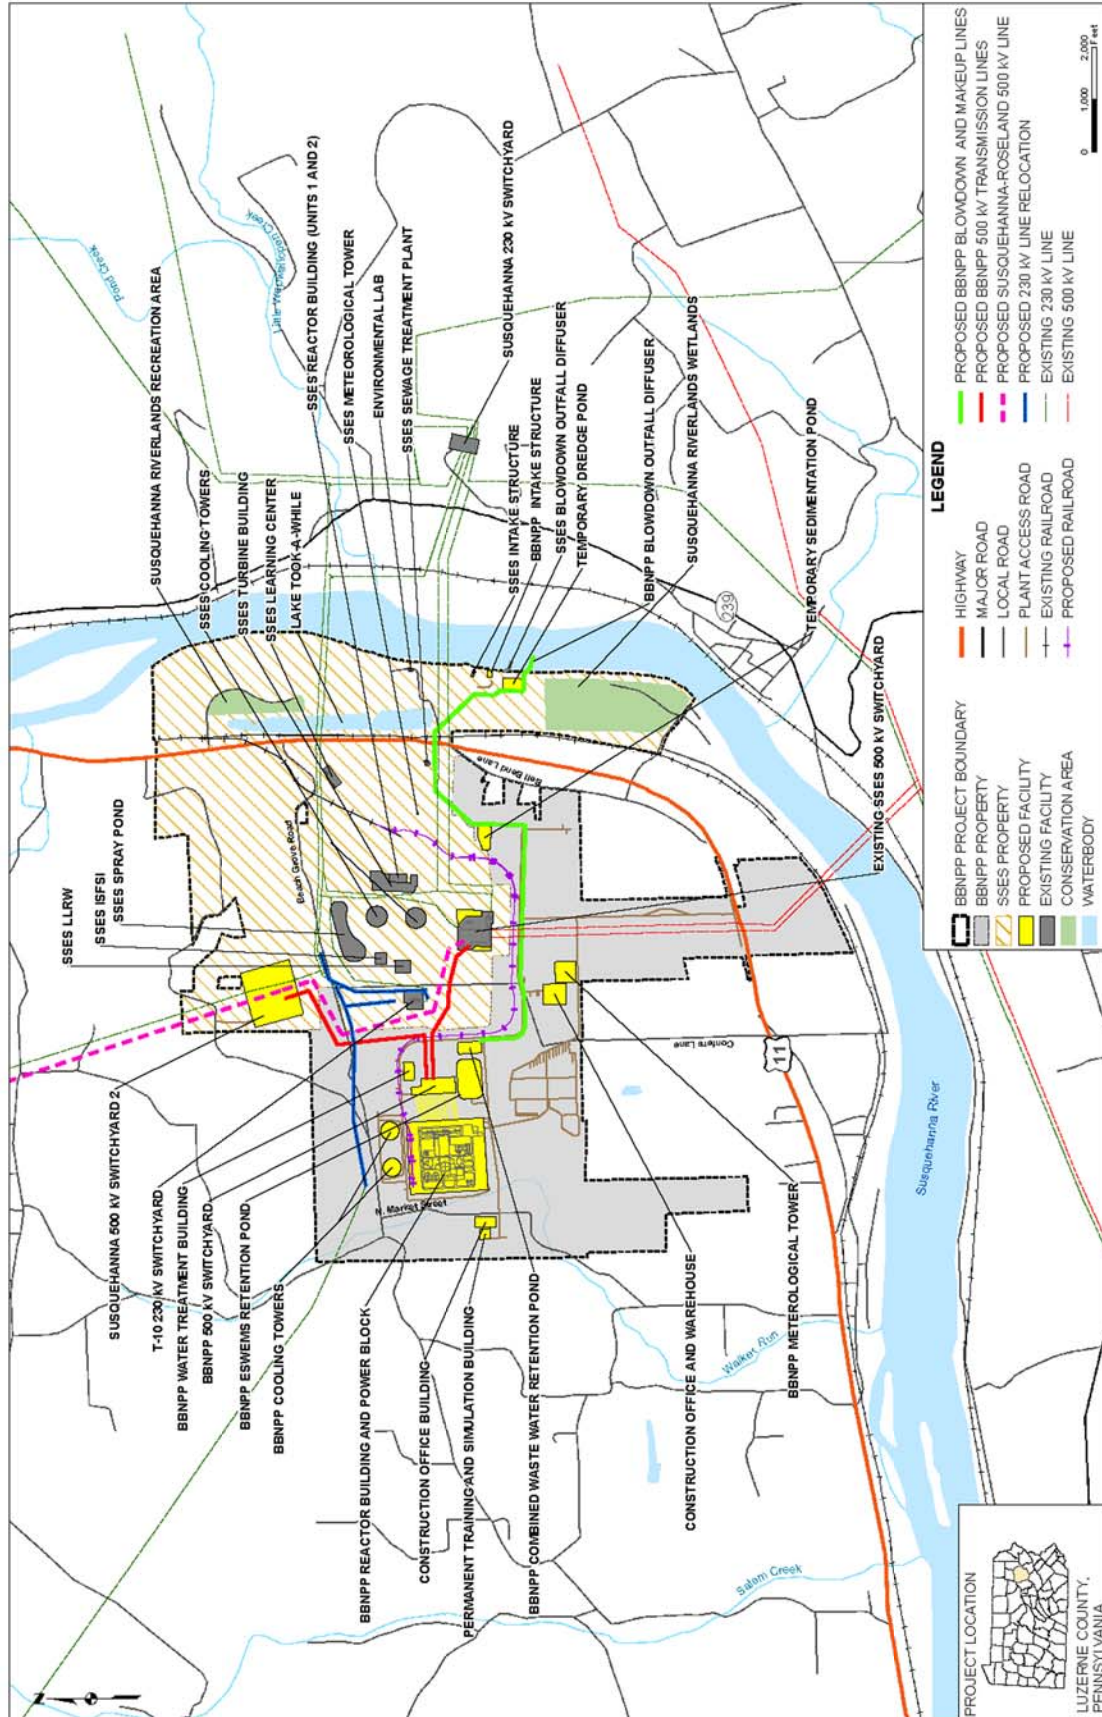 N
SUSQUEHANNA RIVERLANDS RECREATION AREA
SSES COOLING TOWERS
SSES TURBINE BUILDING
SSES LEARNING CENTER
LAKE TOOK-A-WHILE
SSES REACTOR BUILDING (UNITS 1 AND 2)
SSES METEOROLOGICAL TOWER
ENVIRONMENTAL LAB
SSES SEWAGE TREATMENT PLANT
SUSQUEHANNA 230 kV SWITCHYARD
SSES INTAKE STRUCTURE
BBNPP INTAKE STRUCTURE
SSES BLOWDOWN OUTFALL DIFFUSER
TEMPORARY DREDGE POND
BBNPP BLOWDOWN OUTFALL DIFFUSER
SUSQUEHANNA RIVERLANDS WETLANDS
TEMPORARY SEDIMENTATION POND
EXISTING SSES 500 kV SWITCHYARD
SSES LLRW
SSES ISFSI
SSES SPRAY POND
SUSQUEHANNA 500 kV SWITCHYARD 2
T-10 230 kV SWITCHYARD
BBNPP WATER TREATMENT BUILDING
BBNPP 500 kV SWITCHYARD
BBNPP ESWEMS RETENTION POND
BBNPP COOLING TOWERS
BBNPP REACTOR BUILDING AND POWER BLOCK
CONSTRUCTION OFFICE BUILDING
PERMANENT TRAINING AND SIMULATION BUILDING
BBNPP COMBINED WASTE WATER RETENTION POND
CONSTRUCTION OFFICE AND WAREHOUSE
BBNPP METEROLOGICAL TOWER
Pond Creek
Little Wapwallopen Creek
Beach Grove Road
Bell Bend Lane
N. Market Street
Confers Lane
239
11
Susquehanna River
Walker Run
Salem Creek
PROJECT LOCATION
LUZERNE COUNTY,
PENNSYLVANIA
LEGEND
BBNPP PROJECT BOUNDARY
BBNPP PROPERTY
SSES PROPERTY
PROPOSED FACILITY
EXISTING FACILITY
CONSERVATION AREA
WATERBODY
HIGHWAY
MAJOR ROAD
LOCAL ROAD
PLANT ACCESS ROAD
EXISTING RAILROAD
PROPOSED RAILROAD
PROPOSED BBNPP BLOWDOWN AND MAKEUP LINES
PROPOSED BBNPP 500 kV TRANSMISSION LINES
PROPOSED SUSQUEHANNA-ROSELAND 500 kV LINE
PROPOSED 230 kV LINE RELOCATION
EXISTING 230 kV LINE
EXISTING 500 kV LINE
0 1,000 2,000
Feet